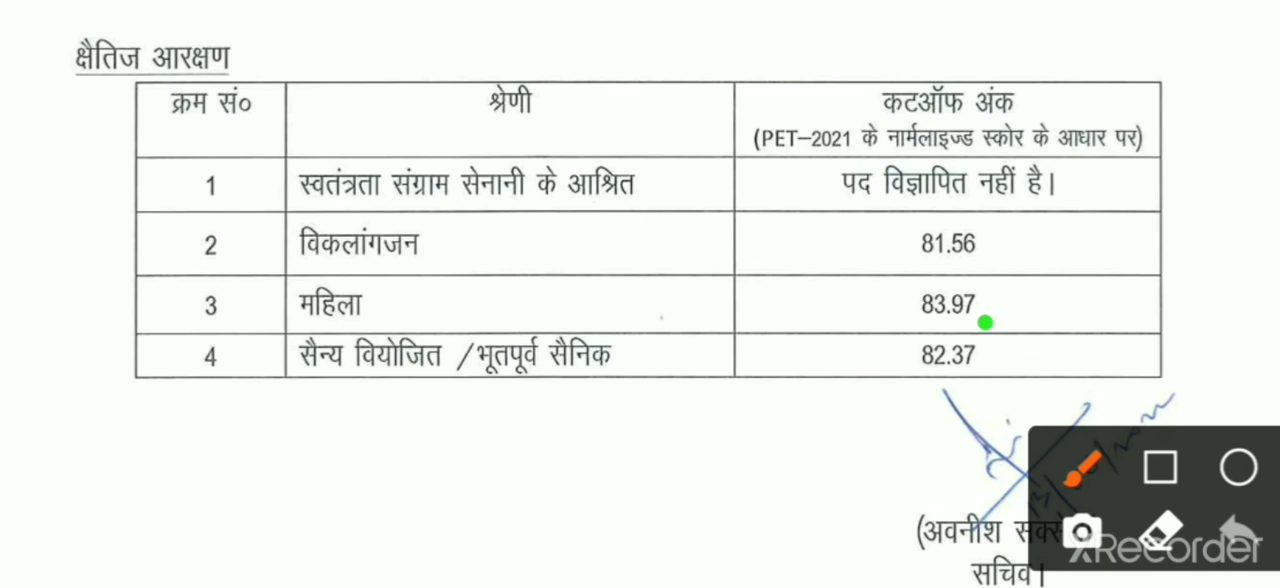 क्षैतिज आरक्षण
क्रम सं० श्रेणी कटऑफ अंक
(PET–2021 के नार्मलाइज्ड स्कोर के आधार पर)
1 स्वतंत्रता संग्राम सेनानी के आश्रित पद विज्ञापित नहीं है।
2 विकलांगजन 81.56
3 महिला 83.97
4 सैन्य वियोजित /भूतपूर्व सैनिक 82.37
(अवनीश
XRecorder
सचिव।